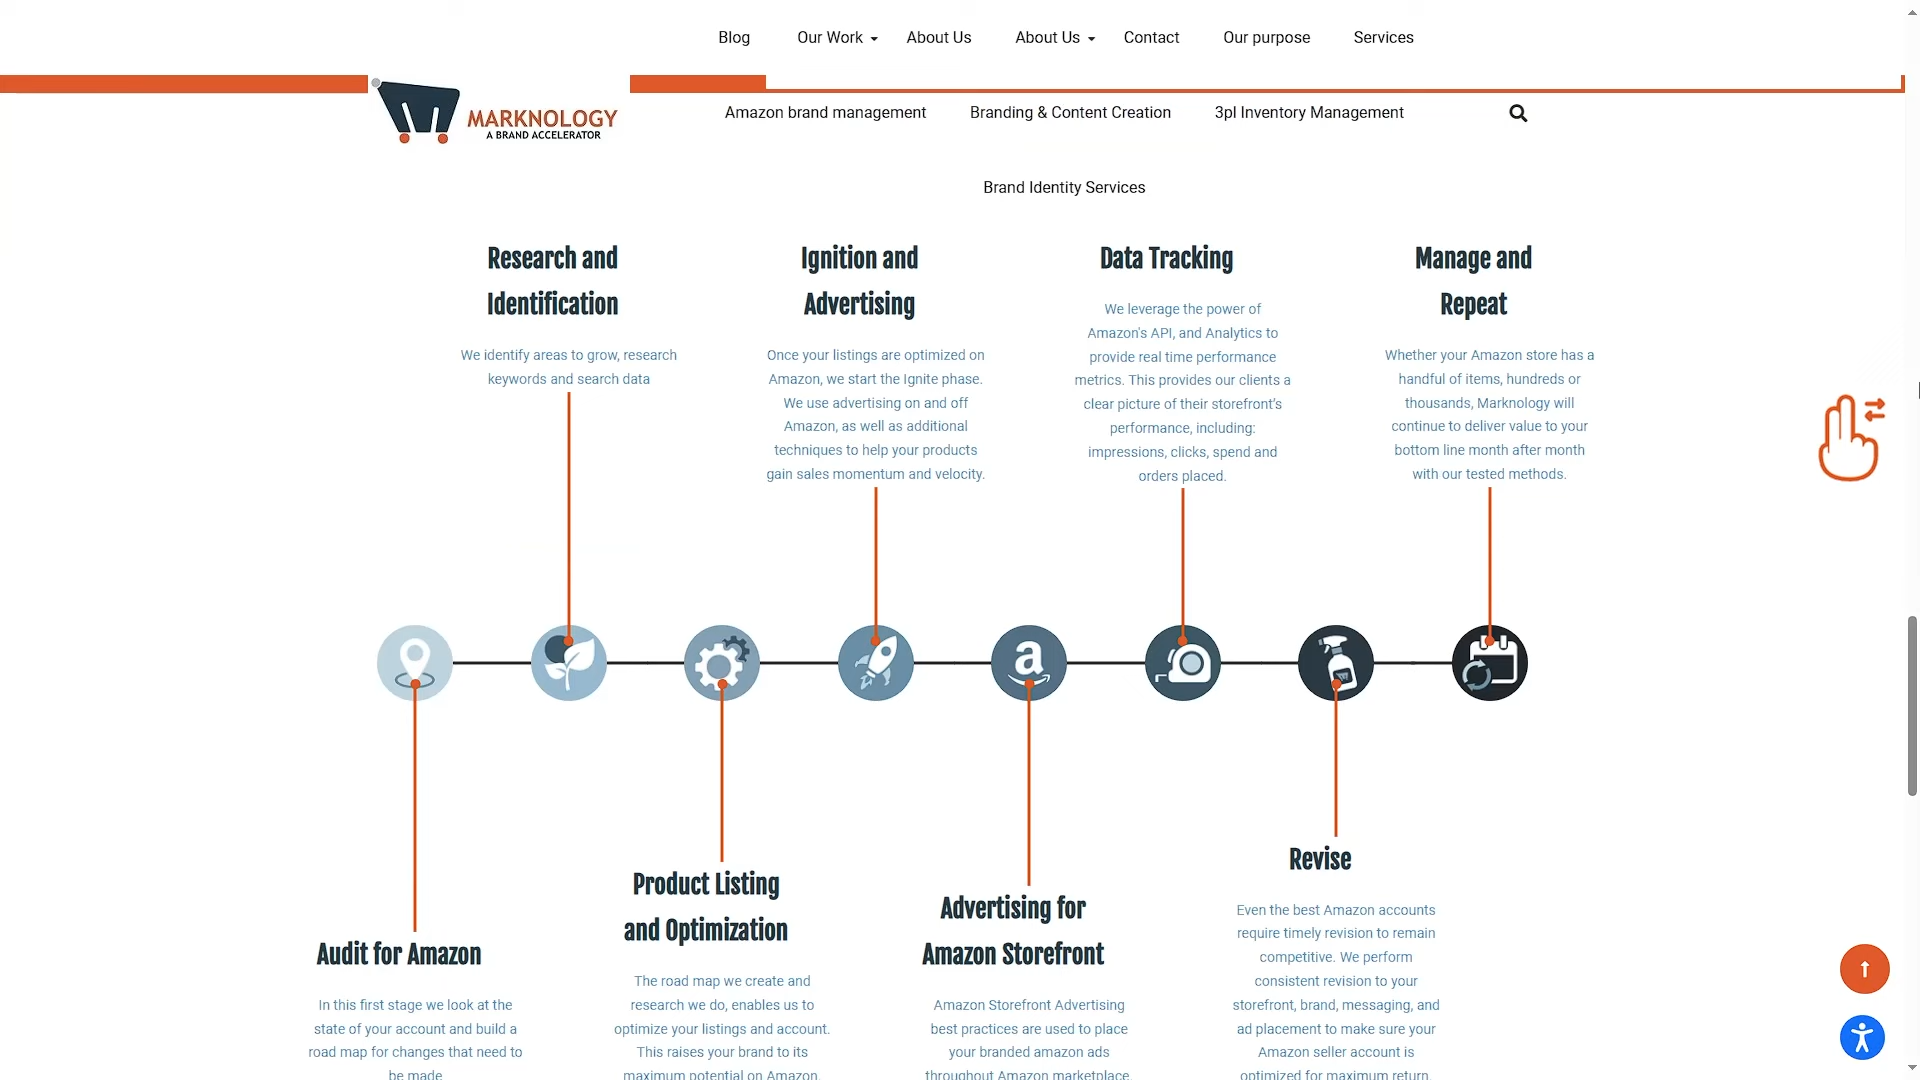 Blog
Our Work
About Us
About Us
Contact
Our purpose
Services
MARKNOLOGY
A BRAND ACCELERATOR
Amazon brand management
Branding & Content Creation
3pl Inventory Management
Brand Identity Services
Research and
Identification
We identify areas to grow, research
keywords and search data
Ignition and
Advertising
Once your listings are optimized on
Amazon, we start the Ignite phase.
We use advertising on and off
Amazon, as well as additional
techniques to help your products
gain sales momentum and velocity.
Data Tracking
We leverage the power of
Amazon's API, and Analytics to
provide real time performance
metrics. This provides our clients a
clear picture of their storefront's
performance, including:
impressions, clicks, spend and
orders placed.
Manage and
Repeat
Whether your Amazon store has a
handful of items, hundreds or
thousands, Marknology will
continue to deliver value to your
bottom line month after month
with our tested methods.
a
Audit for Amazon
In this first stage we look at the
state of your account and build a
road map for changes that need to
be made
Product Listing
and Optimization
The road map we create and
research we do, enables us to
optimize your listings and account.
This raises your brand to its
maximum potential on Amazon.
Advertising for
Amazon Storefront
Amazon Storefront Advertising
best practices are used to place
your branded amazon ads
throughout Amazon marketplace.
Revise
Even the best Amazon accounts
require timely revision to remain
competitive. We perform
consistent revision to your
storefront, brand, messaging, and
ad placement to make sure your
Amazon seller account is
optimized for maximum return.